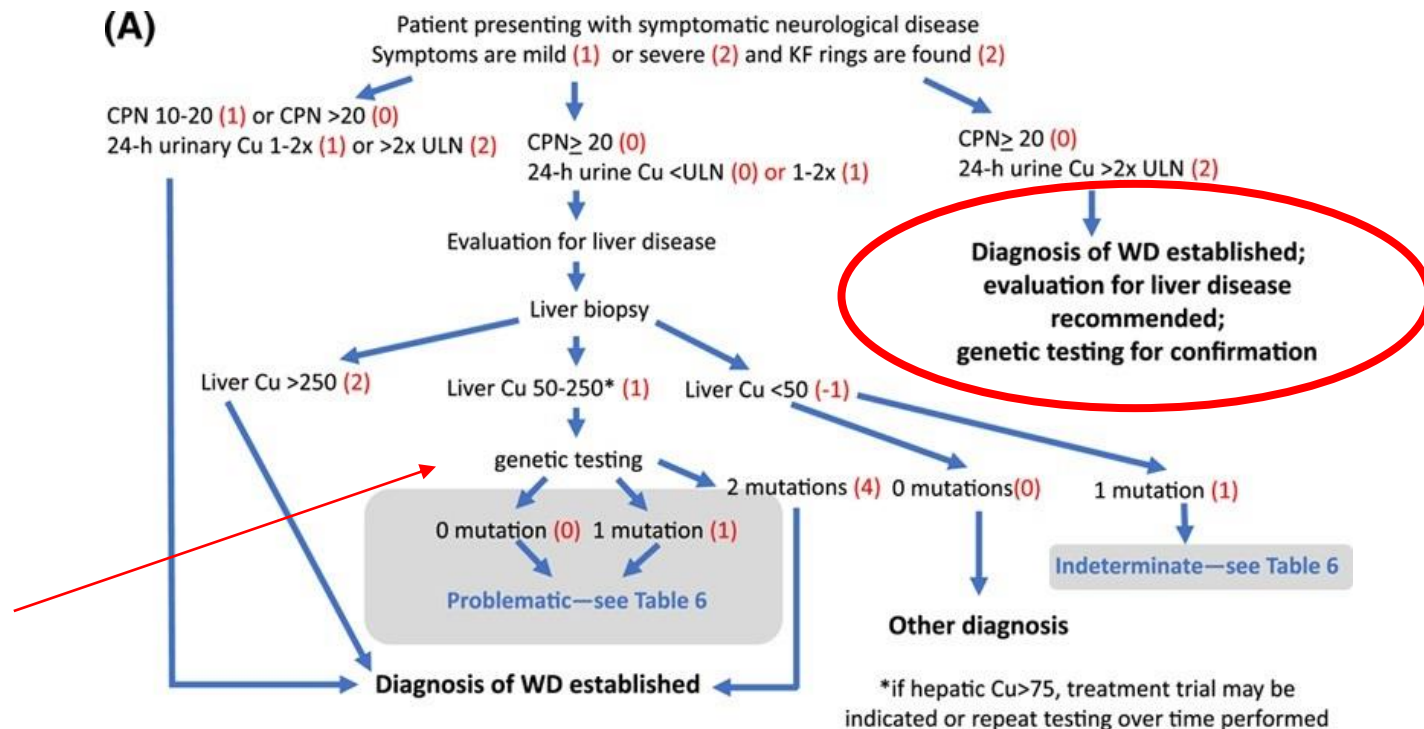 (A)
Patient presenting with symptomatic neurological disease
Symptoms are mild (1) or severe (2) and KF rings are found (2)
CPN 10-20 (1) or CPN >20 (0)
24-h urinary Cu 1-2x (1) or >2x ULN (2)
CPN≥ 20 (0)
24-h urine Cu <ULN (0) or 1-2x (1)
CPN≥ 20 (0)
24-h urine Cu >2x ULN (2)
Evaluation for liver disease
Diagnosis of WD established;
evaluation for liver disease
recommended;
genetic testing for confirmation
Liver biopsy
Liver Cu >250 (2)
Liver Cu 50-250* (1)
Liver Cu <50 (-1)
genetic testing
2 mutations (4)
0 mutations(0)
1 mutation (1)
0 mutation (0)
1 mutation (1)
Problematic—see Table 6
Indeterminate—see Table 6
Other diagnosis
Diagnosis of WD established
*if hepatic Cu>75, treatment trial may be
indicated or repeat testing over time performed